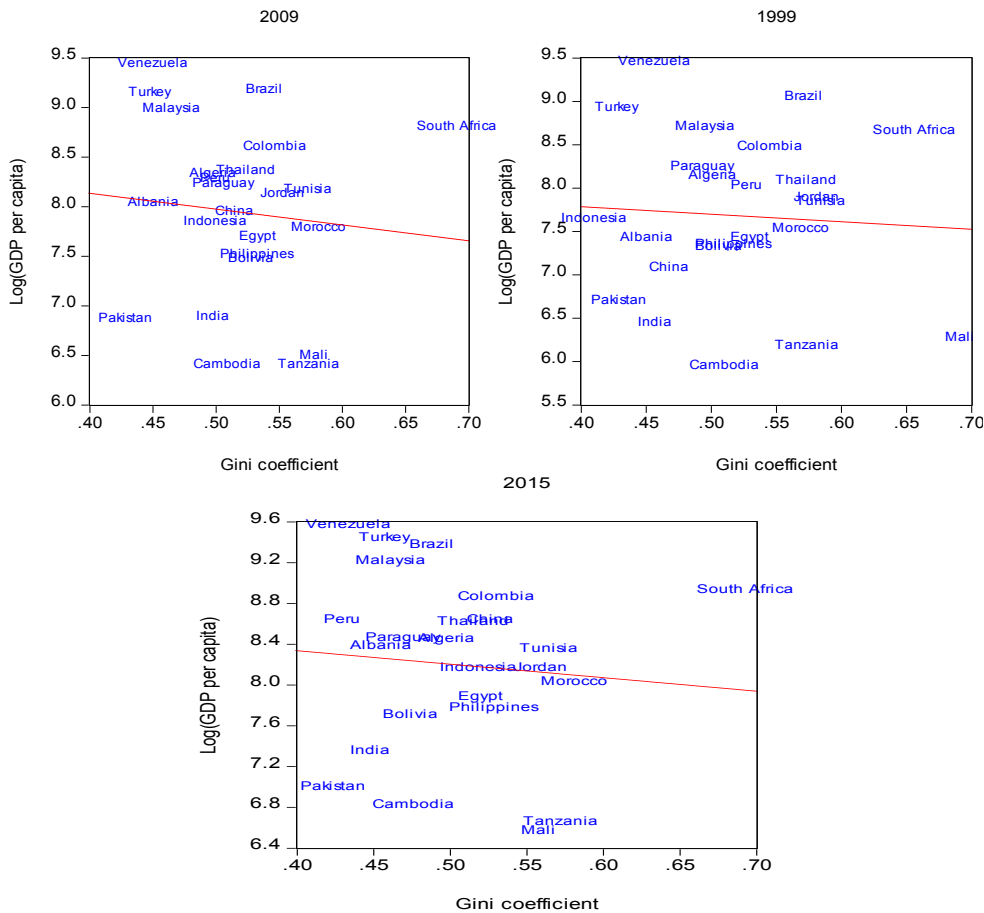 2009
Log(GDP per capita)
9.5
9.0
8.5
8.0
7.5
7.0
6.5
6.0
Venezuela
Turkey
Brazil
Malaysia
South Africa
Colombia
Algeria
Thailand
Peru
Paraguay
Tunisia
Jordan
Albania
China
Indonesia
Morocco
Egypt
Philippines
Bolivia
Pakistan
India
Mali
Cambodia
Tanzania
.40 .45 .50 .55 .60 .65 .70
Gini coefficient
1999
Log(GDP per capita)
9.5
9.0
8.5
8.0
7.5
7.0
6.5
6.0
5.5
Venezuela
Brazil
Turkey
Malaysia
South Africa
Colombia
Paraguay
Algeria
Thailand
Peru
Jordan
Tunisia
Indonesia
Morocco
Albania
Egypt
Philippines
Bolivia
China
Pakistan
India
Mali
Tanzania
Cambodia
.40 .45 .50 .55 .60 .65 .70
Gini coefficient
2015
Log(GDP per capita)
9.6
9.2
8.8
8.4
8.0
7.6
7.2
6.8
6.4
Venezuela
Turkey
Brazil
Malaysia
South Africa
Colombia
Peru
Thailand
China
Paraguay
Algeria
Albania
Tunisia
Indonesia
Jordan
Morocco
Egypt
Philippines
Bolivia
India
Pakistan
Cambodia
Tanzania
Mali
.40 .45 .50 .55 .60 .65 .70
Gini coefficient